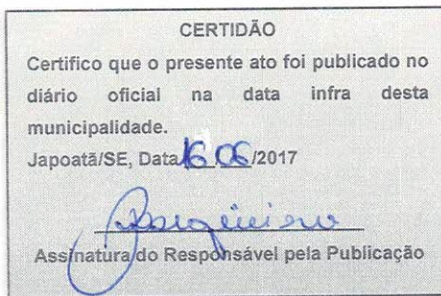 CERTIDÃO
Certifico que o presente ato foi publicado no
diário oficial na data infra desta
municipalidade.
Japoatã/SE, Data 16/06/2017
Assinatura do Responsável pela Publicação